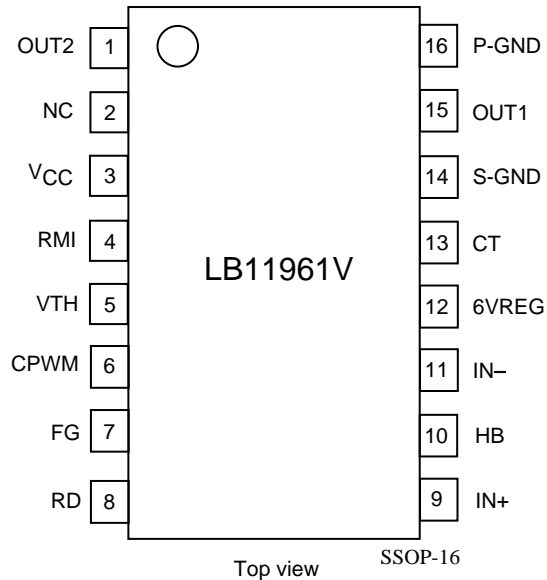 OUT2 1 16 P-GND
NC 2 15 OUT1
VCC 3 14 S-GND
RMI 4 13 CT
LB11961V
VTH 5 12 6VREG
CPWM 6 11 IN–
FG 7 10 HB
RD 8 9 IN+
Top view SSOP-16